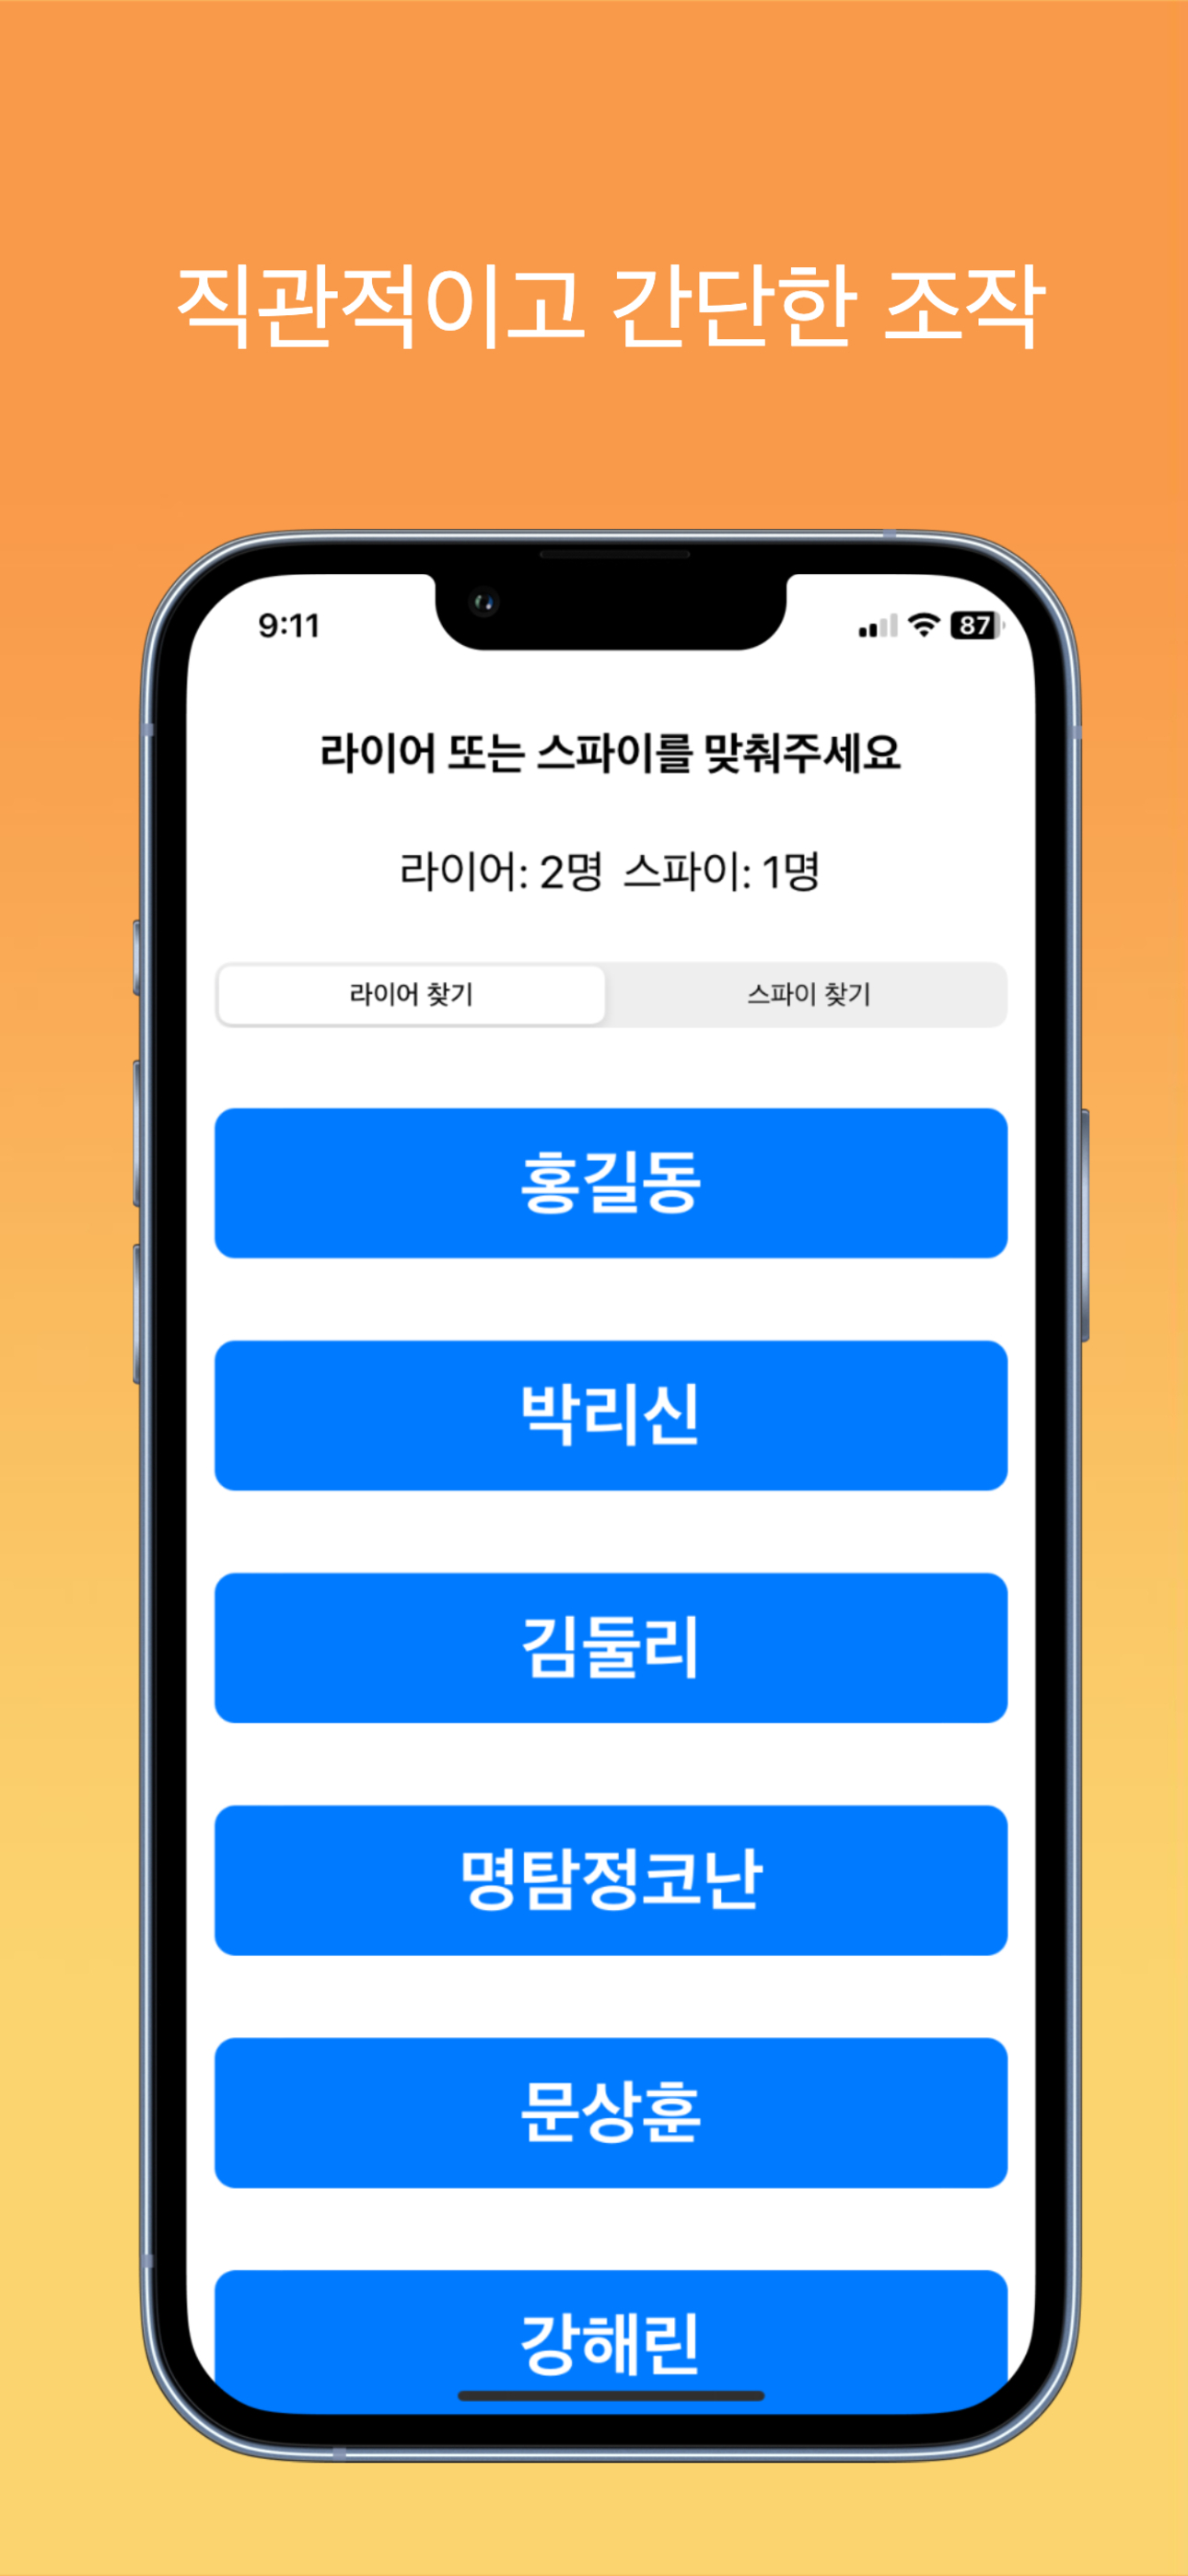 직관적이고 간단한 조작
9:11
87
라이어 또는 스파이를 맞춰주세요
라이어: 2명 스파이: 1명
라이어 찾기 스파이 찾기
홍길동
박리신
김둘리
명탐정코난
문상훈
강해린